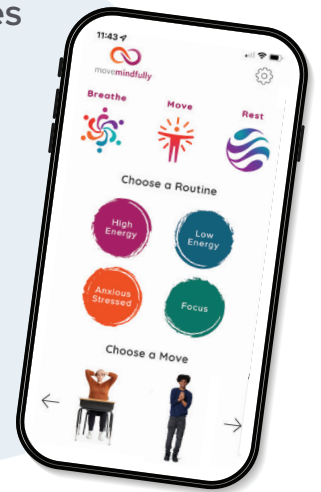 es
11:43
movemindfully
Breathe
Move
Rest
Choose a Routine
High
Energy
Low
Energy
Anxious
Stressed
Focus
Choose a Move